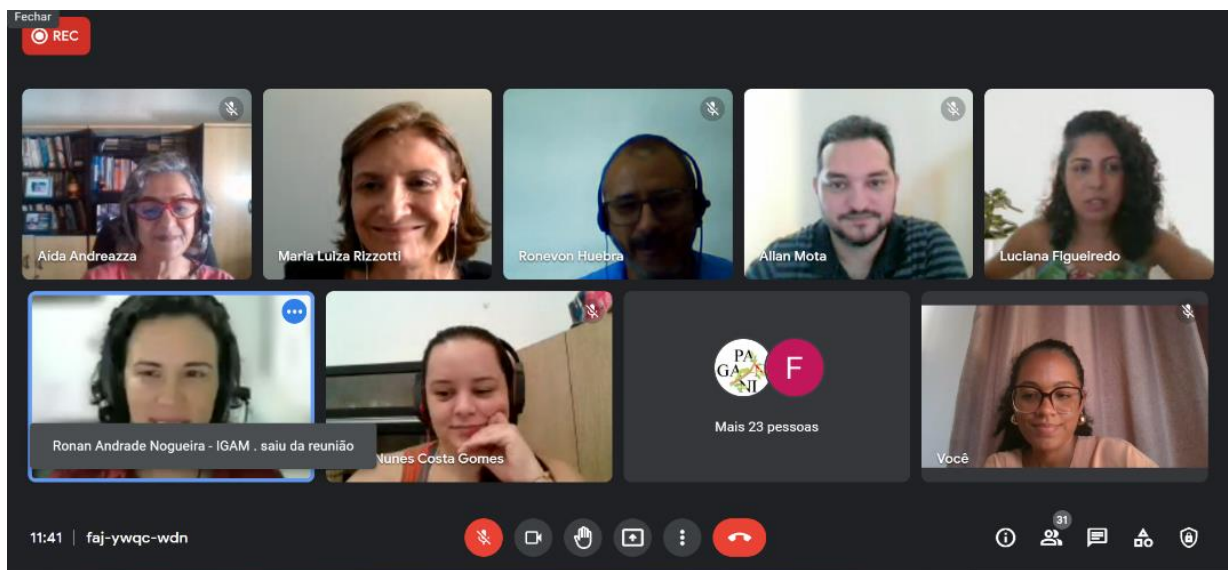 Fechar
REC
Aída Andreazza
Maria Luiza Rizzotti
Ronevon Huebra
Allan Mota
Luciana Figueiredo
Ronan Andrade Nogueira - IGAM . saiu da reunião
Nunes Costa Gomes
PA
GA
NI
F
Mais 23 pessoas
Você
11:41 | faj-ywqc-wdn
31